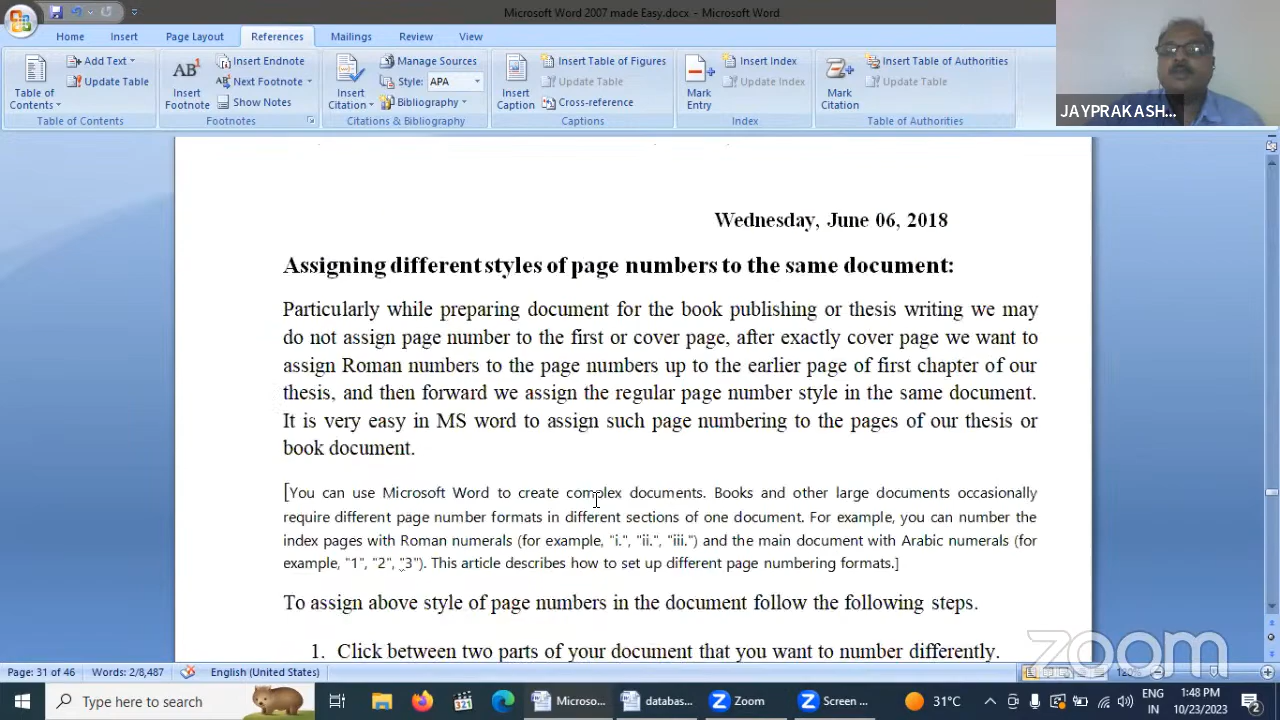 Microsoft Word 2007 made Easy.docx - Microsoft Word
Home Insert Page Layout References Mailings Review View
Table of Contents
Add Text
Update Table
Table of Contents
AB¹
Insert Footnote
Insert Endnote
Next Footnote
Show Notes
Footnotes
Insert Citation
Manage Sources
Style: APA
Bibliography
Citations & Bibliography
Insert Caption
Insert Table of Figures
Update Table
Cross-reference
Captions
Mark Entry
Insert Index
Update Index
Index
Mark Citation
Insert Table of Authorities
Update Table
Table of Authorities
JAYPRAKASH...
Wednesday, June 06, 2018
Assigning different styles of page numbers to the same document:
Particularly while preparing document for the book publishing or thesis writing we may
do not assign page number to the first or cover page, after exactly cover page we want to
assign Roman numbers to the page numbers up to the earlier page of first chapter of our
thesis, and then forward we assign the regular page number style in the same document.
It is very easy in MS word to assign such page numbering to the pages of our thesis or
book document.
[You can use Microsoft Word to create complex documents. Books and other large documents occasionally
require different page number formats in different sections of one document. For example, you can number the
index pages with Roman numerals (for example, "i.", "ii.", "iii.") and the main document with Arabic numerals (for
example, "1", "2", "3"). This article describes how to set up different page numbering formats.]
To assign above style of page numbers in the document follow the following steps.
1. Click between two parts of your document that you want to number differently.
zoom
Page: 31 of 46 Words: 2/8,487 English (United States) 120%
Type here to search
Microso...
databas...
Zoom
Screen ...
31°C
ENG
IN
1:48 PM
10/23/2023
2